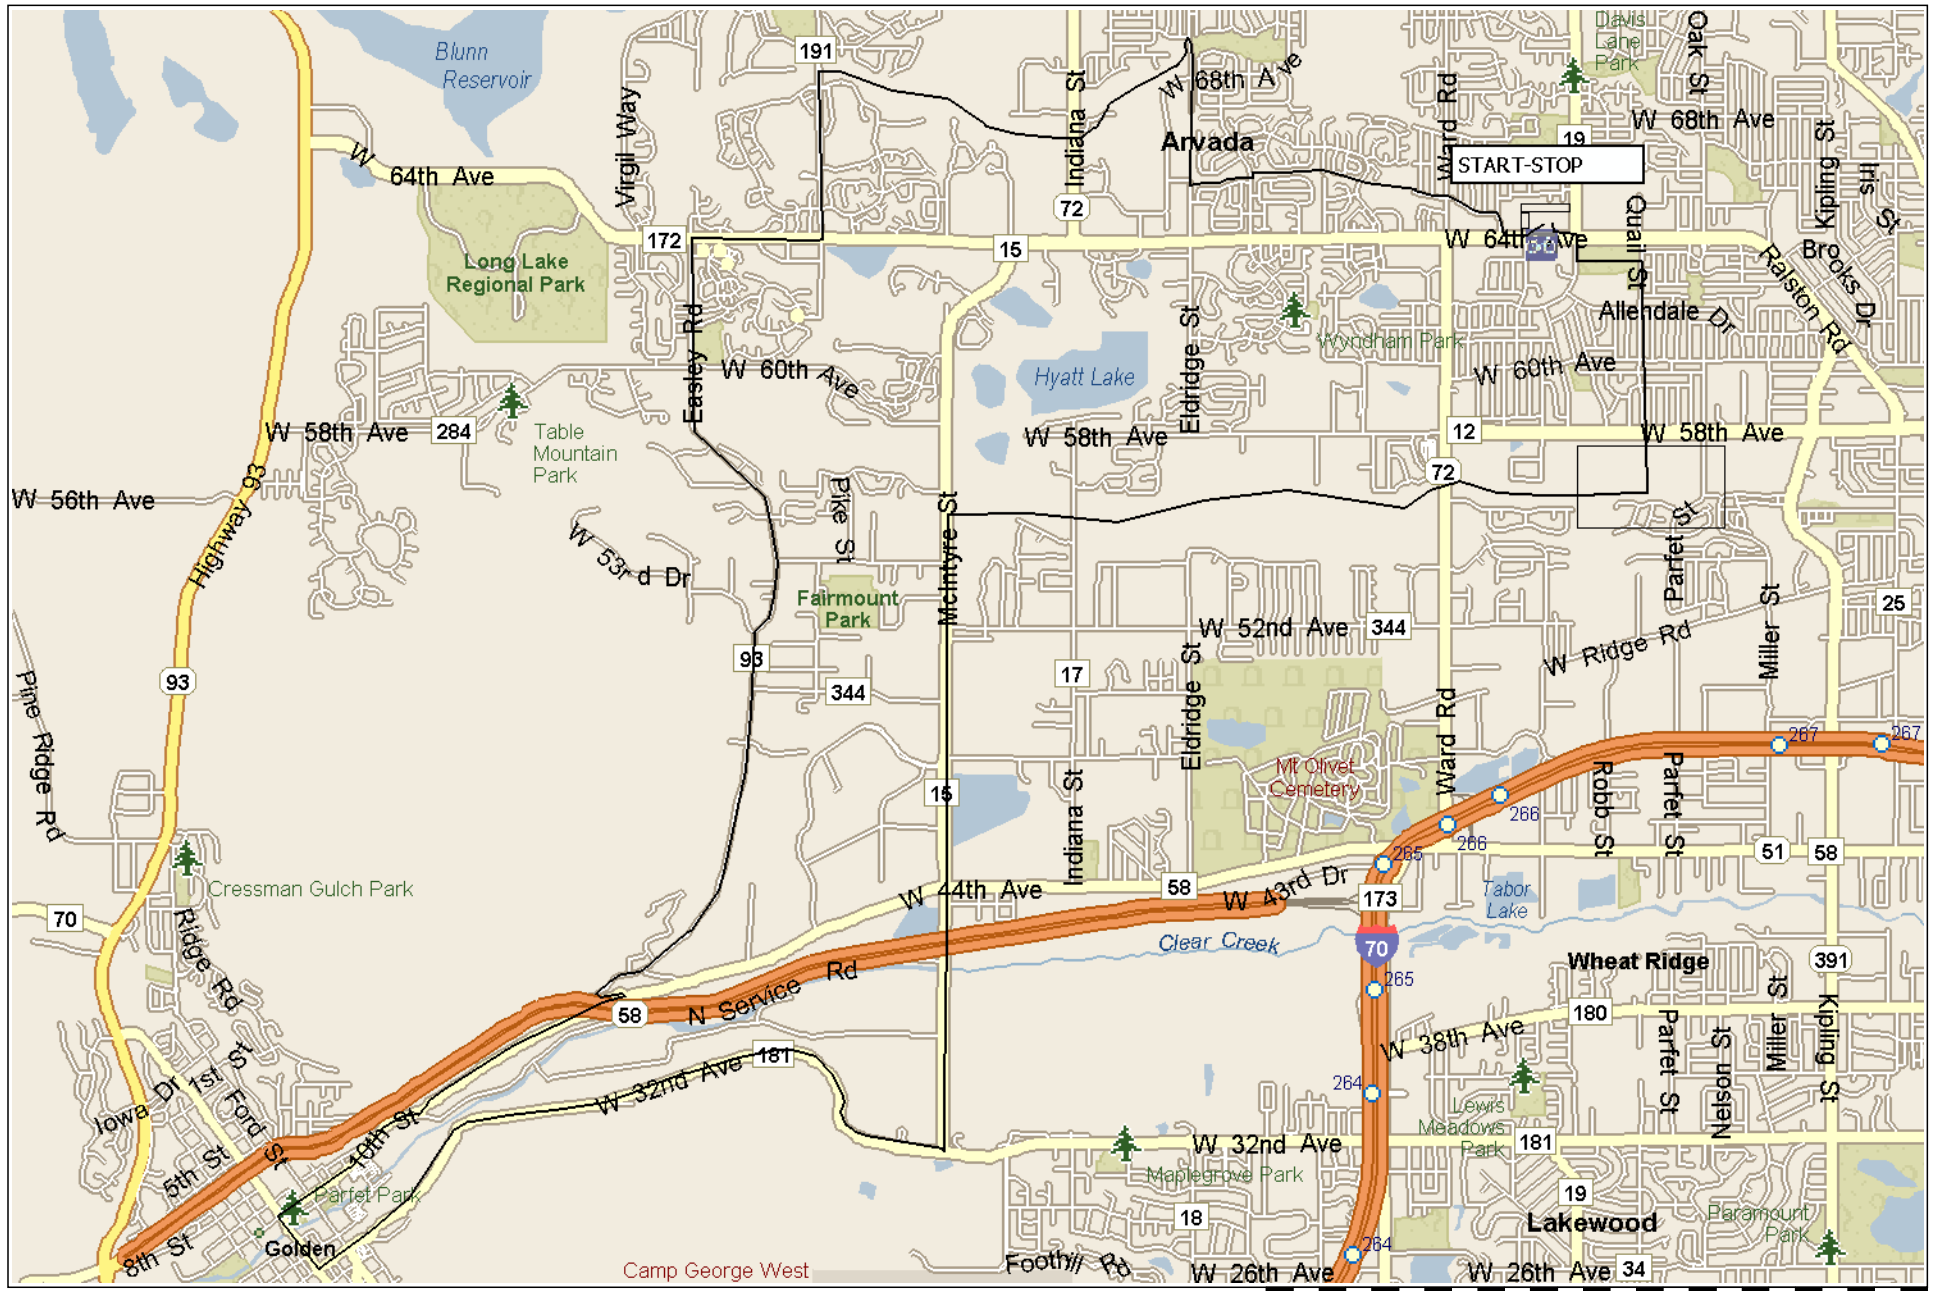 Blunn
Reservoir
191
Virgil Way
Indiana St
W 68th Ave
Ward Rd
Davis
Lane
Park
Oak St
19
W 68th Ave
Kipling St
Iris St
Arvada
START-STOP
W 64th Ave
172
72
15
W 64th Ave
Quail St
Brooks Dr
Ralston Rd
Long Lake
Regional Park
Easley Rd
Eldridge St
Wyndham Park
Allendale Dr
W 60th Ave
Hyatt Lake
W 60th Ave
W 58th Ave
284
Table
Mountain
Park
W 58th Ave
12
W 58th Ave
72
W 56th Ave
Highway 93
Pike St
McIntyre St
W 53rd Dr
Parfet St
Fairmount
Park
Miller St
25
W 52nd Ave
344
W Ridge Rd
93
93
344
17
Eldridge St
Pine Ridge Rd
Ward Rd
267
267
Mt Olivet
Cemetery
15
Indiana St
266
266
Robb St
Parfet St
265
51
58
Cressman Gulch Park
W 44th Ave
58
W 43rd Dr
173
Tabor
Lake
70
Ridge Rd
Clear Creek
70
Wheat Ridge
391
N Service Rd
265
58
180
W 38th Ave
Parfet St
Nelson St
Miller St
Kipling St
Iowa Dr
1st St
Ford St
181
W 32nd Ave
264
Lewis
Meadows
Park
5th St
10th St
W 32nd Ave
181
Parfet Park
Maplegrove Park
19
18
Lakewood
Paramount
Park
8th St
Golden
Camp George West
Foothill Rd
264
W 26th Ave
W 26th Ave
34